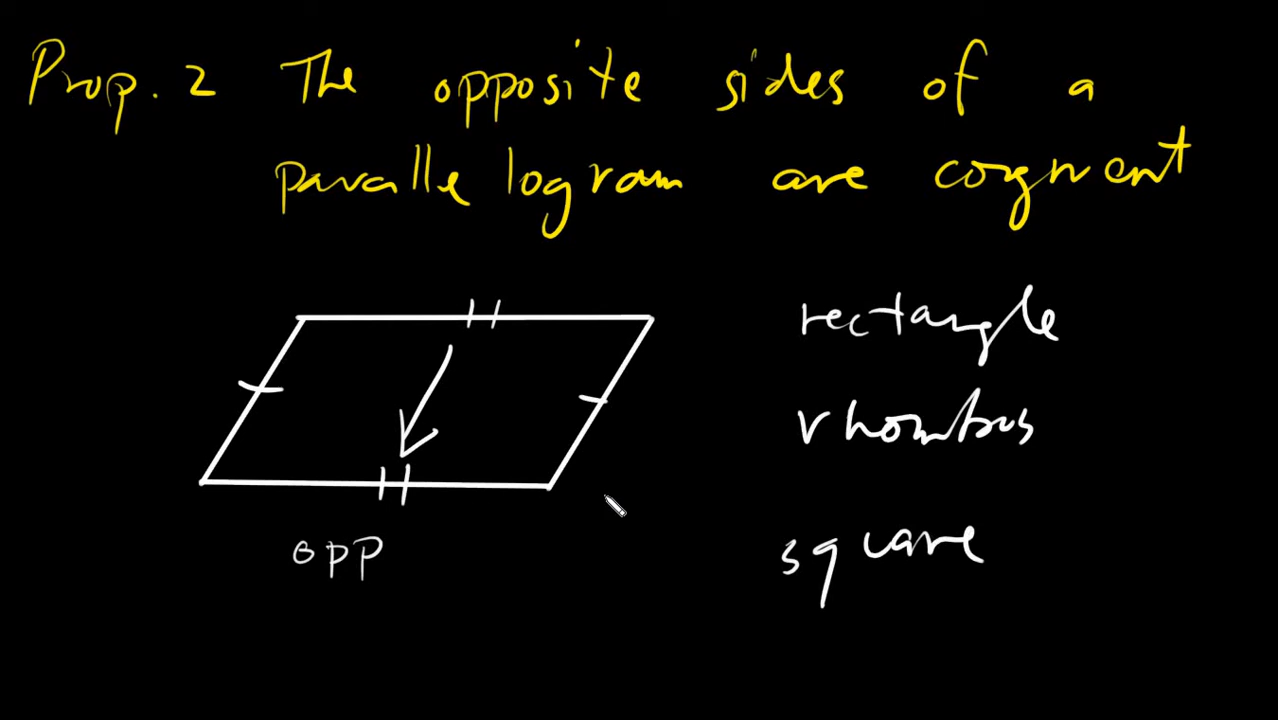 Prop. 2 The opposite sides of a
parallelogram are cogruent
rectangle
rhombus
opp
square